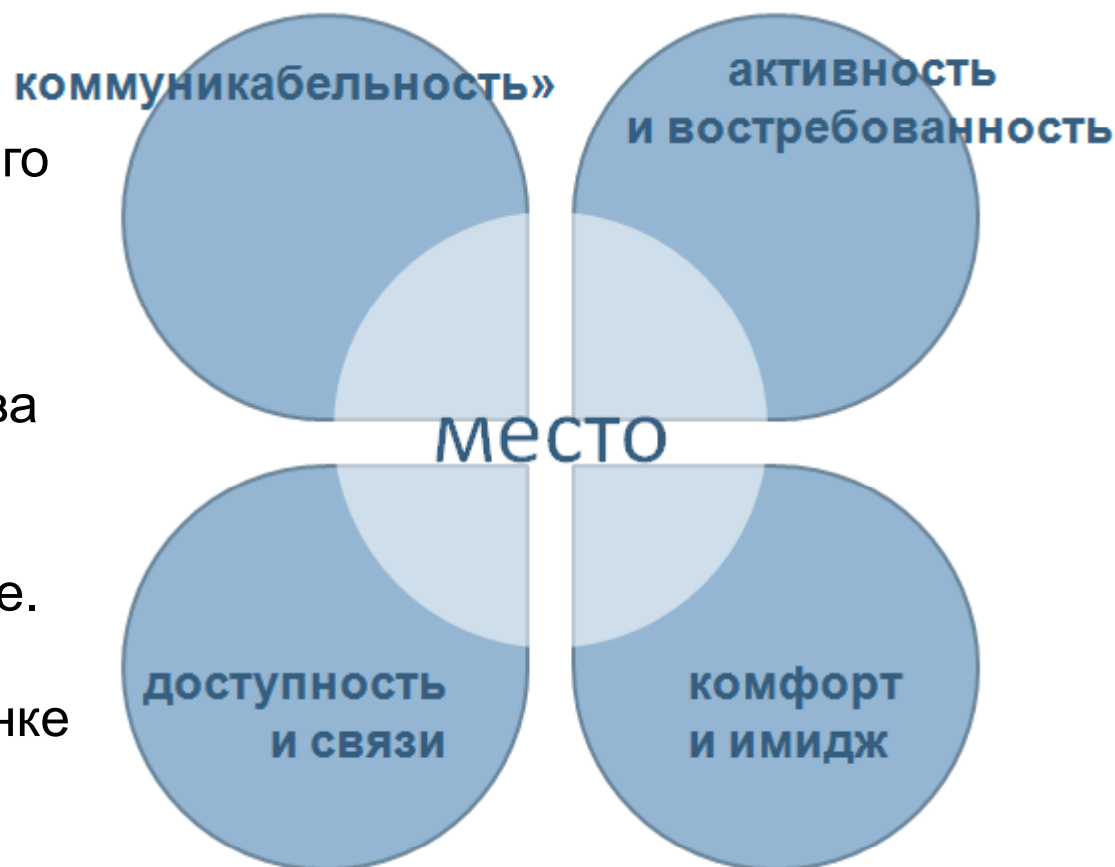 коммуникабельность»
активность
и востребованность
го
ва
место
е.
доступность
и связи
комфорт
и имидж
нке